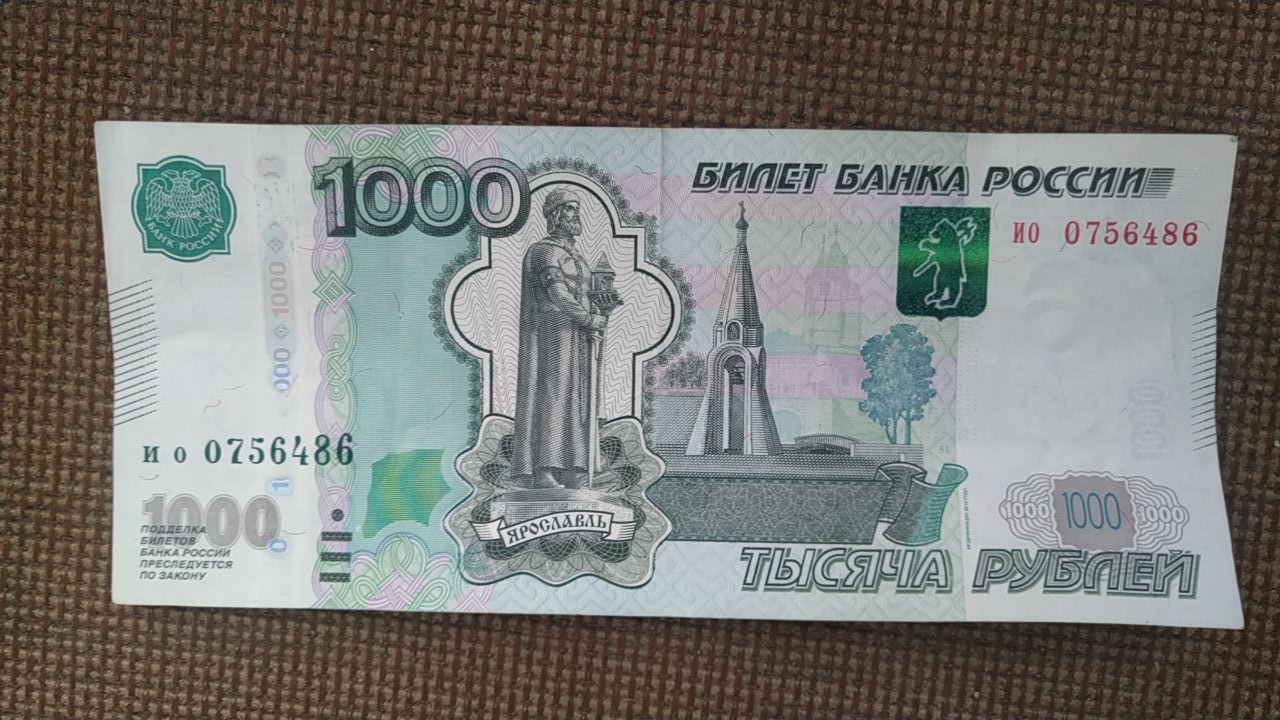 1000
БИЛЕТ БАНКА РОССИИ
БАНК РОССИИ
ио 0756486
1000
ио 0756486
1000
ПОДДЕЛКА
БИЛЕТОВ
БАНКА РОССИИ
ПРЕСЛЕДУЕТСЯ
ПО ЗАКОНУ
ЯРОСЛАВЛЬ
1000 1000 1000
ТЫСЯЧА РУБЛЕЙ